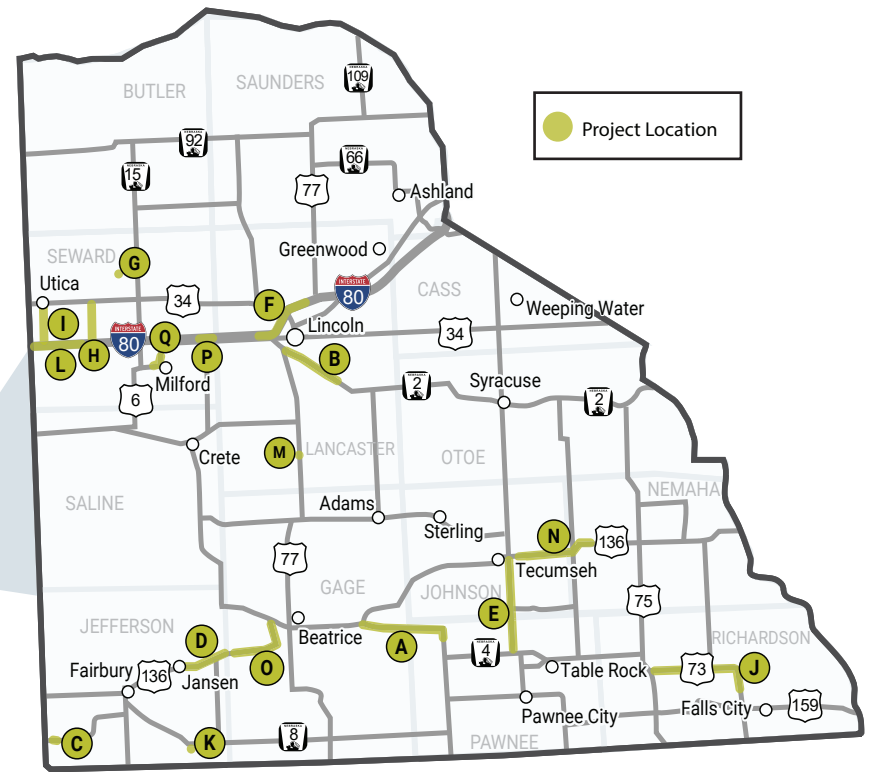 109
BUTLER
SAUNDERS
Project Location
92
66
15
77
Ashland
Greenwood
SEWARD
G
Utica
INTERSTATE
80
CASS
34
F
Weeping Water
I
Lincoln
34
INTERSTATE
80
Q
L
H
P
B
Milford
6
2
Syracuse
2
M
LANCASTER
Crete
OTOE
NEMAHA
SALINE
Adams
Sterling
N
136
77
Tecumseh
GAGE
JOHNSON
75
E
JEFFERSON
Beatrice
D
A
RICHARDSON
4
O
Fairbury
136
Jansen
Table Rock
73
J
Falls City
159
Pawnee City
C
K
8
PAWNEE